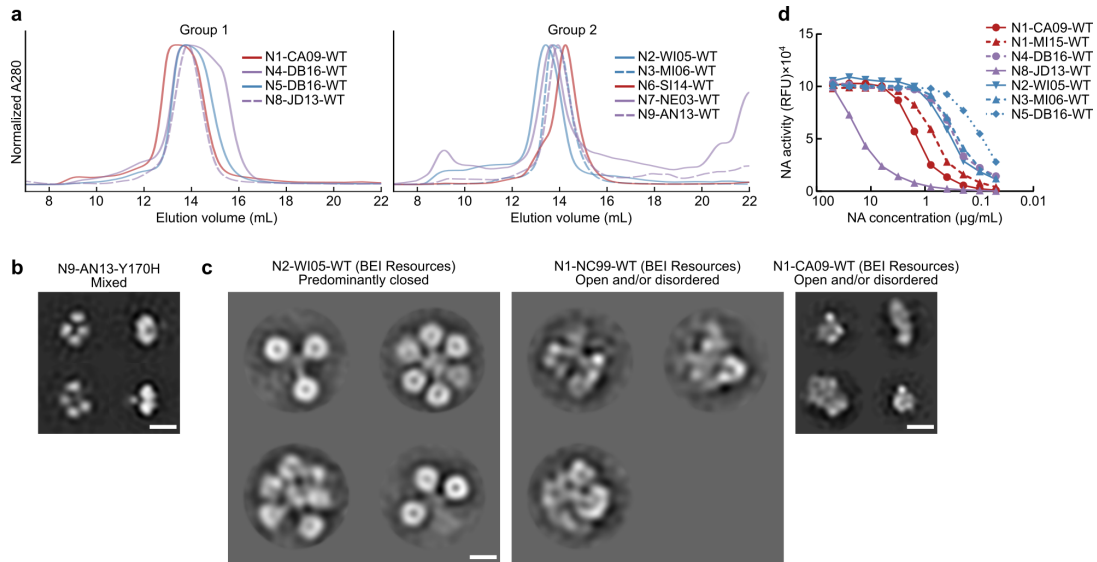 a
Group 1
Normalized A280
N1-CA09-WT
N4-DB16-WT
N5-DB16-WT
N8-JD13-WT
8 10 12 14 16 18 20 22
Elution volume (mL)
Group 2
N2-WI05-WT
N3-MI06-WT
N6-SI14-WT
N7-NE03-WT
N9-AN13-WT
8 10 12 14 16 18 20 22
Elution volume (mL)
d
NA activity (RFU)×10⁴
15
10
5
0
100 10 1 0.1 0.01
NA concentration (µg/mL)
N1-CA09-WT
N1-MI15-WT
N4-DB16-WT
N8-JD13-WT
N2-WI05-WT
N3-MI06-WT
N5-DB16-WT
b
N9-AN13-Y170H
Mixed
c
N2-WI05-WT (BEI Resources)
Predominantly closed
N1-NC99-WT (BEI Resources)
Open and/or disordered
N1-CA09-WT (BEI Resources)
Open and/or disordered